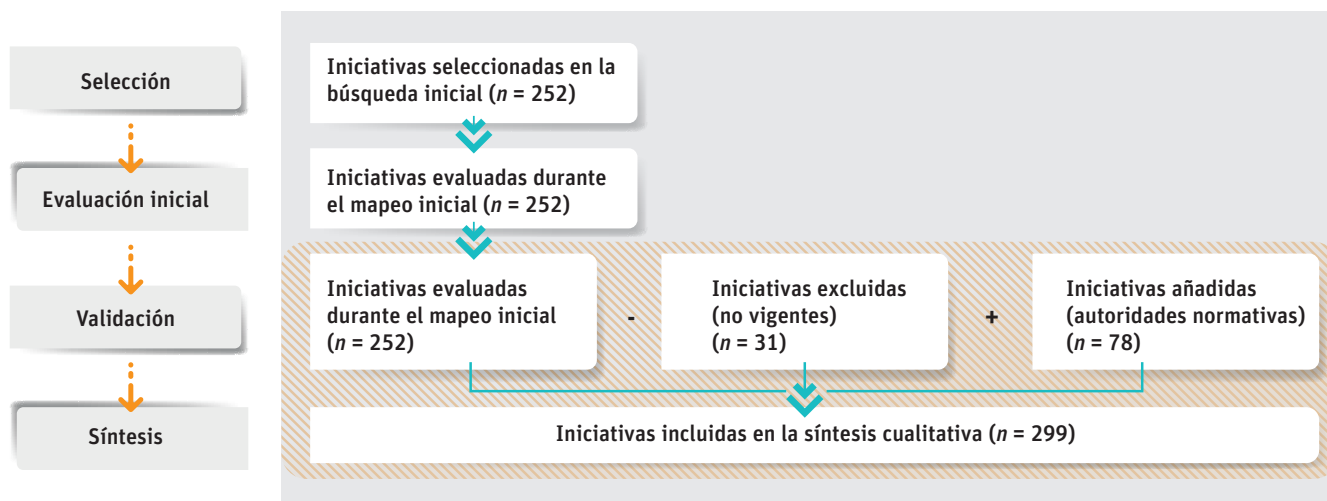 Selección
Iniciativas seleccionadas en la
búsqueda inicial (n = 252)
Evaluación inicial
Iniciativas evaluadas durante
el mapeo inicial (n = 252)
Validación
Iniciativas evaluadas
durante el mapeo inicial
(n = 252)
-
Iniciativas excluidas
(no vigentes)
(n = 31)
+
Iniciativas añadidas
(autoridades normativas)
(n = 78)
Síntesis
Iniciativas incluidas en la síntesis cualitativa (n = 299)